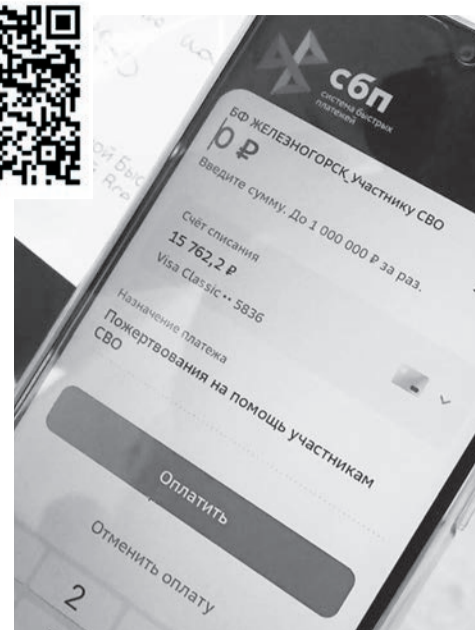 сбп
система быстрых
платежей
БФ ЖЕЛЕЗНОГОРСК_Участнику СВО
0 ₽
Введите сумму. До 1 000 000 ₽ за раз.
Счёт списания
15 762,2 ₽
Visa Classic •• 5836
Назначение платежа
Пожертвования на помощь участникам
СВО
Оплатить
Отменить оплату
2